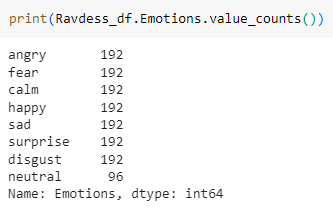 print(Ravdess_df.Emotions.value_counts())
angry 192
fear 192
calm 192
happy 192
sad 192
surprise 192
disgust 192
neutral 96
Name: Emotions, dtype: int64